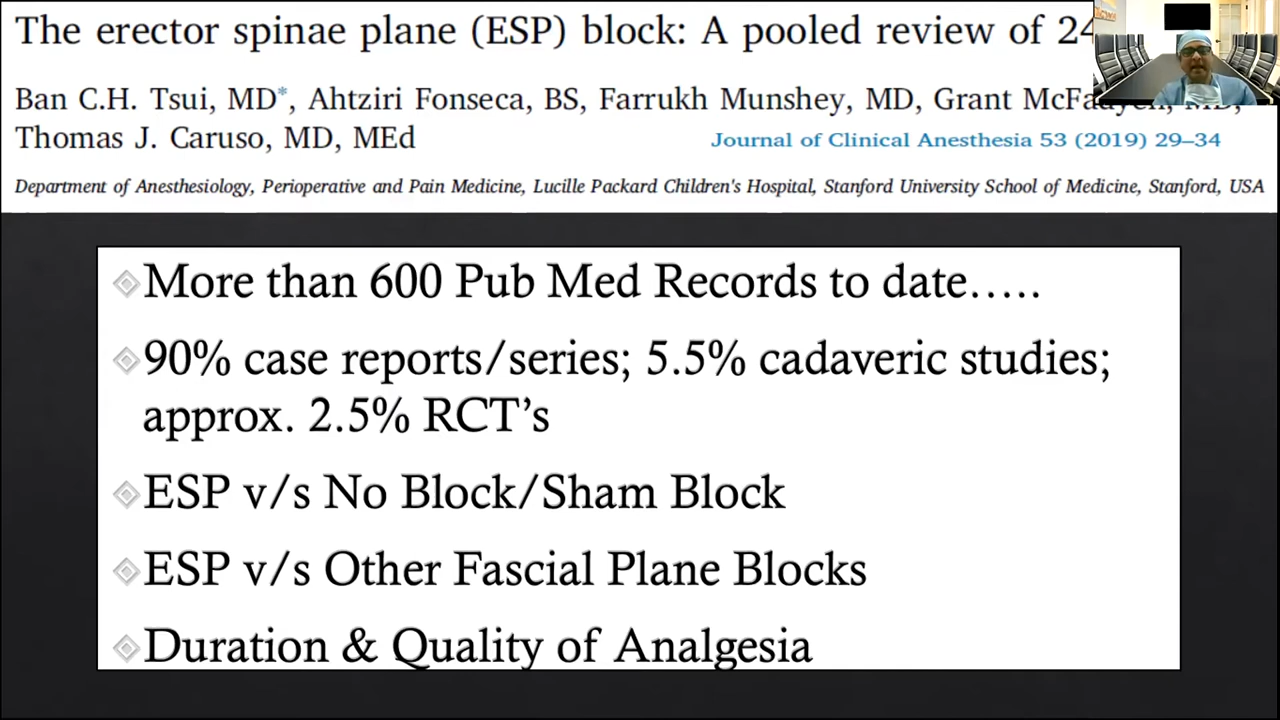 The erector spinae plane (ESP) block: A pooled review of 24
Ban C.H. Tsui, MD*, Ahtziri Fonseca, BS, Farrukh Munshey, MD, Grant McFadyen, MD,
Thomas J. Caruso, MD, MEd
Journal of Clinical Anesthesia 53 (2019) 29–34
Department of Anesthesiology, Perioperative and Pain Medicine, Lucille Packard Children's Hospital, Stanford University School of Medicine, Stanford, USA
More than 600 Pub Med Records to date…..
90% case reports/series; 5.5% cadaveric studies;
approx. 2.5% RCT’s
ESP v/s No Block/Sham Block
ESP v/s Other Fascial Plane Blocks
Duration & Quality of Analgesia